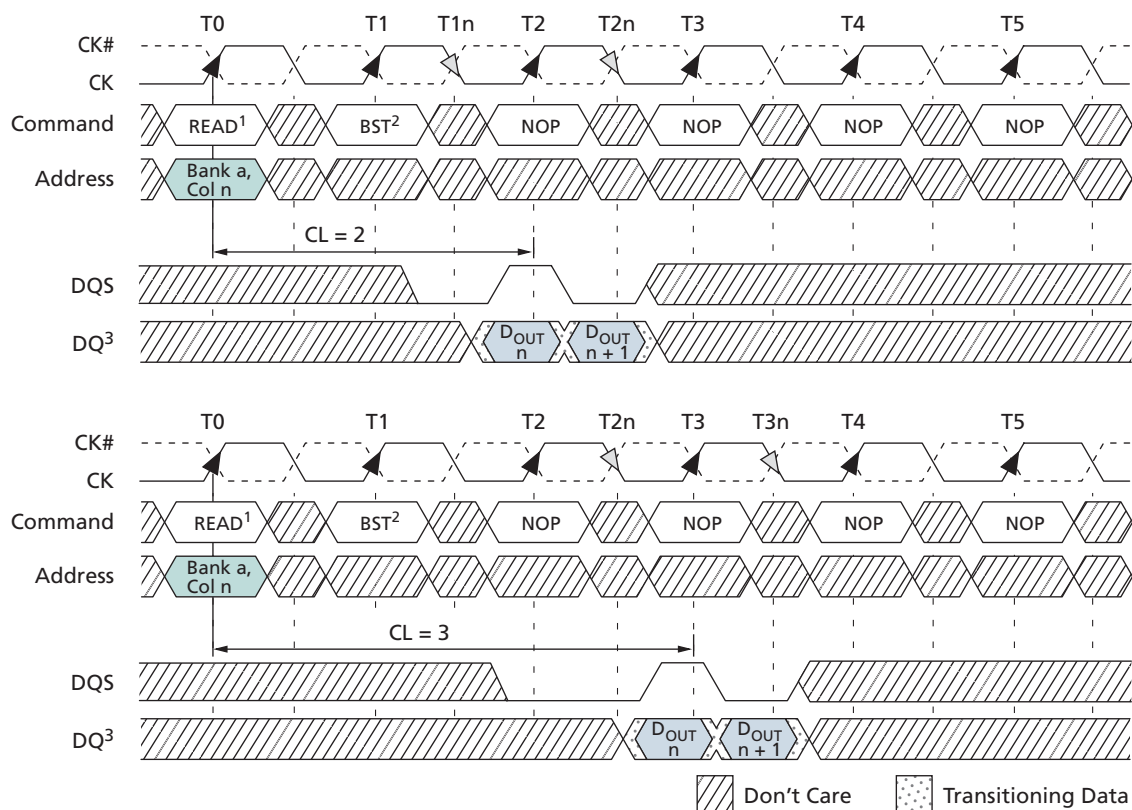 T0 T1 T1n T2 T2n T3 T4 T5
CK#
CK
Command READ1 BST2 NOP NOP NOP NOP
Address Bank a,
Col n
CL = 2
DQS
DQ3 DOUT
n DOUT
n + 1
T0 T1 T2 T2n T3 T3n T4 T5
CK#
CK
Command READ1 BST2 NOP NOP NOP NOP
Address Bank a,
Col n
CL = 3
DQS
DQ3 DOUT
n DOUT
n + 1
Don't Care Transitioning Data